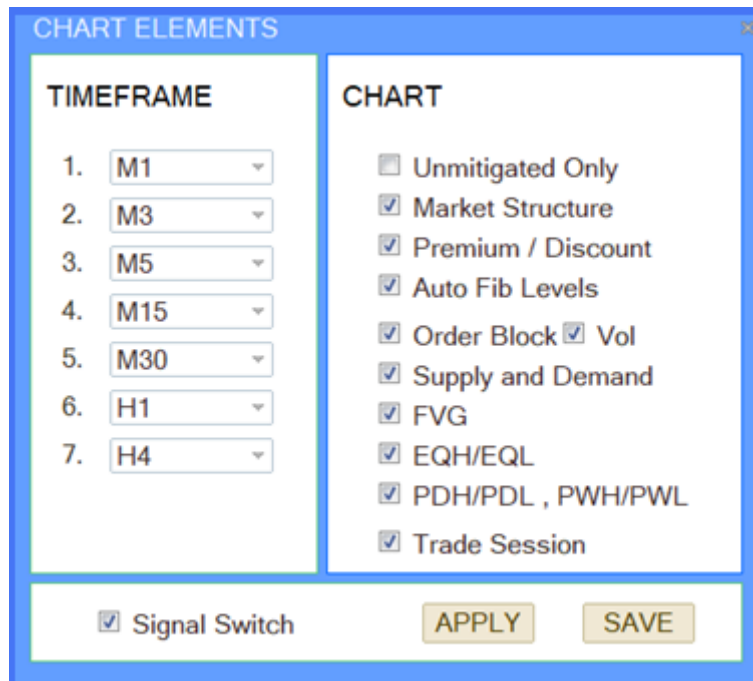 CHART ELEMENTS
TIMEFRAME
1. M1
2. M3
3. M5
4. M15
5. M30
6. H1
7. H4
CHART
Unmitigated Only
Market Structure
Premium / Discount
Auto Fib Levels
Order Block Vol
Supply and Demand
FVG
EQH/EQL
PDH/PDL , PWH/PWL
Trade Session
Signal Switch APPLY SAVE